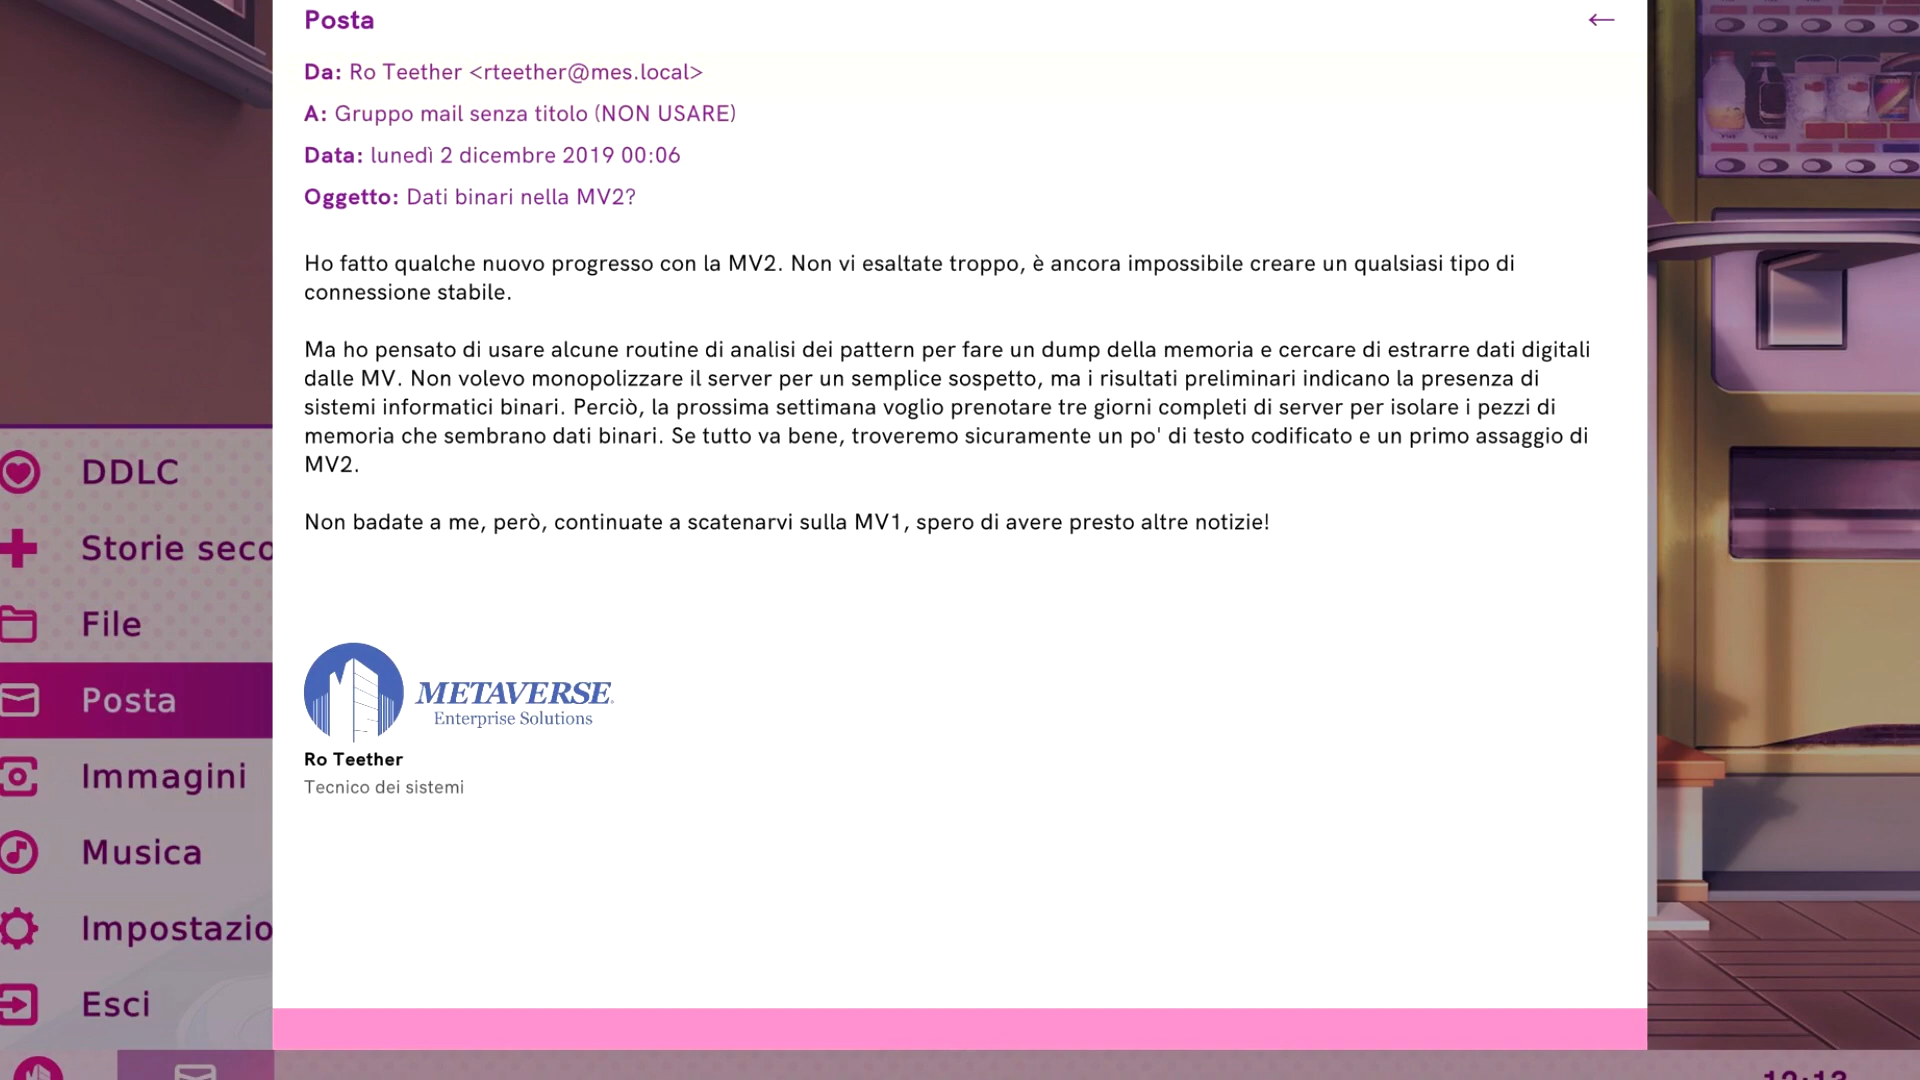 Posta
←
Da: Ro Teether <rteether@mes.local>
A: Gruppo mail senza titolo (NON USARE)
Data: lunedì 2 dicembre 2019 00:06
Oggetto: Dati binari nella MV2?
Ho fatto qualche nuovo progresso con la MV2. Non vi esaltate troppo, è ancora impossibile creare un qualsiasi tipo di
connessione stabile.
Ma ho pensato di usare alcune routine di analisi dei pattern per fare un dump della memoria e cercare di estrarre dati digitali
dalle MV. Non volevo monopolizzare il server per un semplice sospetto, ma i risultati preliminari indicano la presenza di
sistemi informatici binari. Perciò, la prossima settimana voglio prenotare tre giorni completi di server per isolare i pezzi di
memoria che sembrano dati binari. Se tutto va bene, troveremo sicuramente un po' di testo codificato e un primo assaggio di
MV2.
Non badate a me, però, continuate a scatenarvi sulla MV1, spero di avere presto altre notizie!
METAVERSE
Enterprise Solutions
Ro Teether
Tecnico dei sistemi
DDLC
Storie seco
File
Posta
Immagini
Musica
Impostazio
Esci